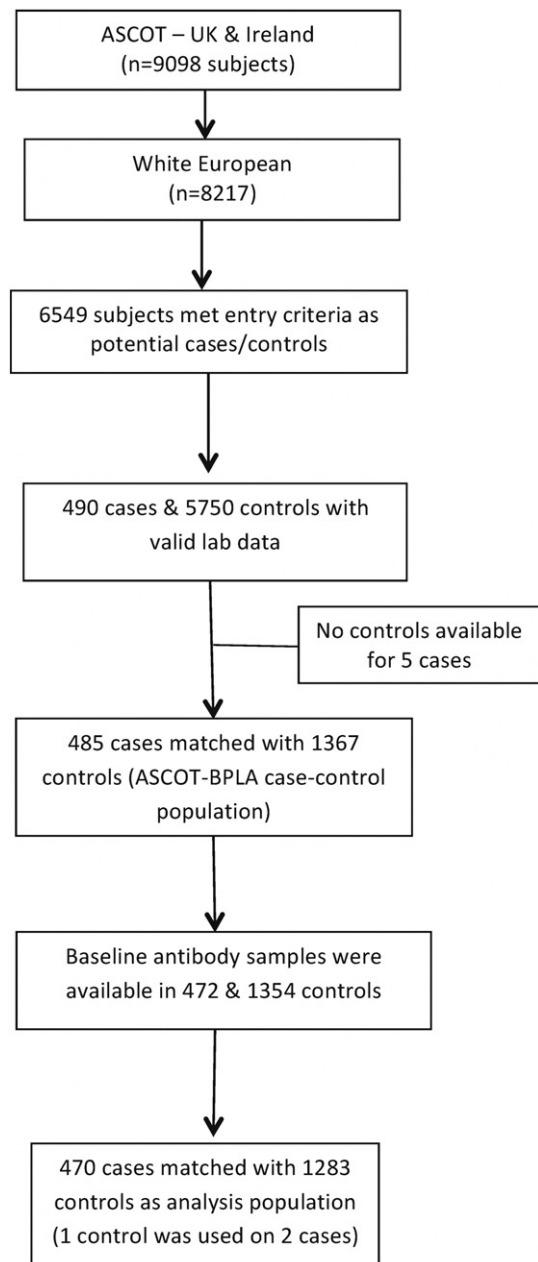 ASCOT – UK & Ireland
(n=9098 subjects)
White European
(n=8217)
6549 subjects met entry criteria as
potential cases/controls
490 cases & 5750 controls with
valid lab data
No controls available
for 5 cases
485 cases matched with 1367
controls (ASCOT-BPLA case-control
population)
Baseline antibody samples were
available in 472 & 1354 controls
470 cases matched with 1283
controls as analysis population
(1 control was used on 2 cases)